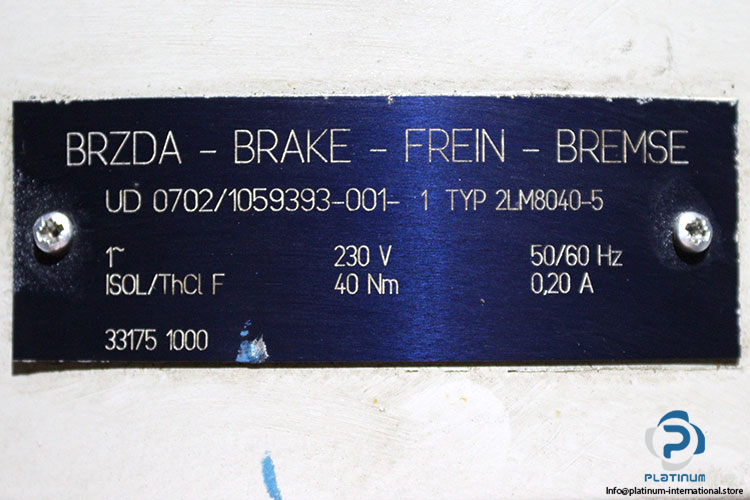 BRZDA - BRAKE - FREIN - BREMSE
UD 0702/1059393-001- 1 TYP 2LM8040-5
1~ 230 V 50/60 Hz
ISOL/ThCl F 40 Nm 0,20 A
33175 1000
PLATINUM
Info@platinum-international.store